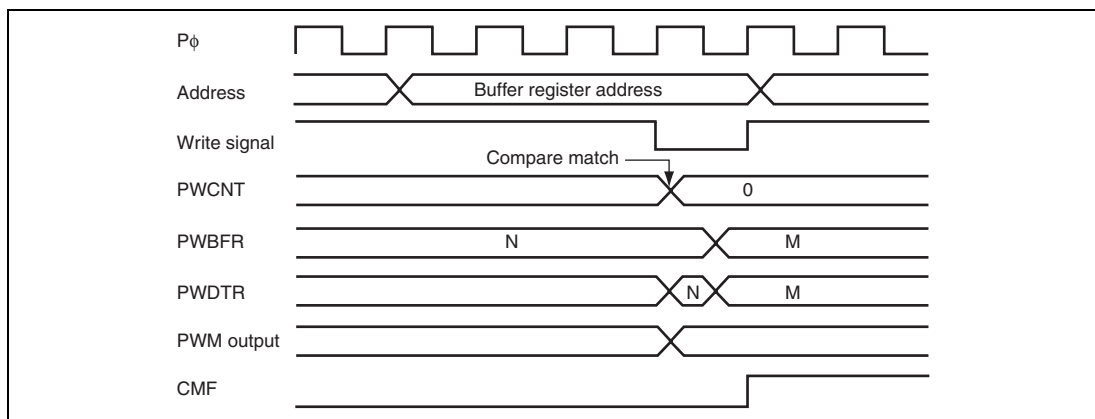 Pϕ
Address
Buffer register address
Write signal
Compare match
PWCNT
0
PWBFR
N
M
PWDTR
N
M
PWM output
CMF